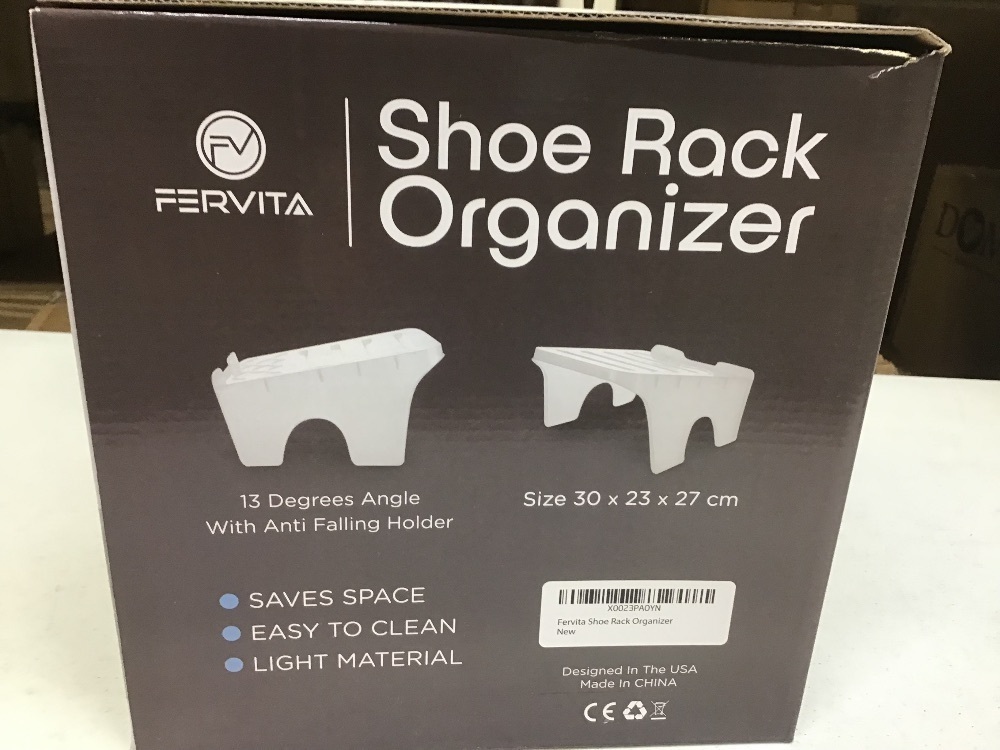 FV
FERVITA
Shoe Rack
Organizer
13 Degrees Angle
With Anti Falling Holder
Size 30 x 23 x 27 cm
SAVES SPACE
EASY TO CLEAN
LIGHT MATERIAL
X0023PAOYN
Fervita Shoe Rack Organizer
New
Designed In The USA
Made In CHINA
CE